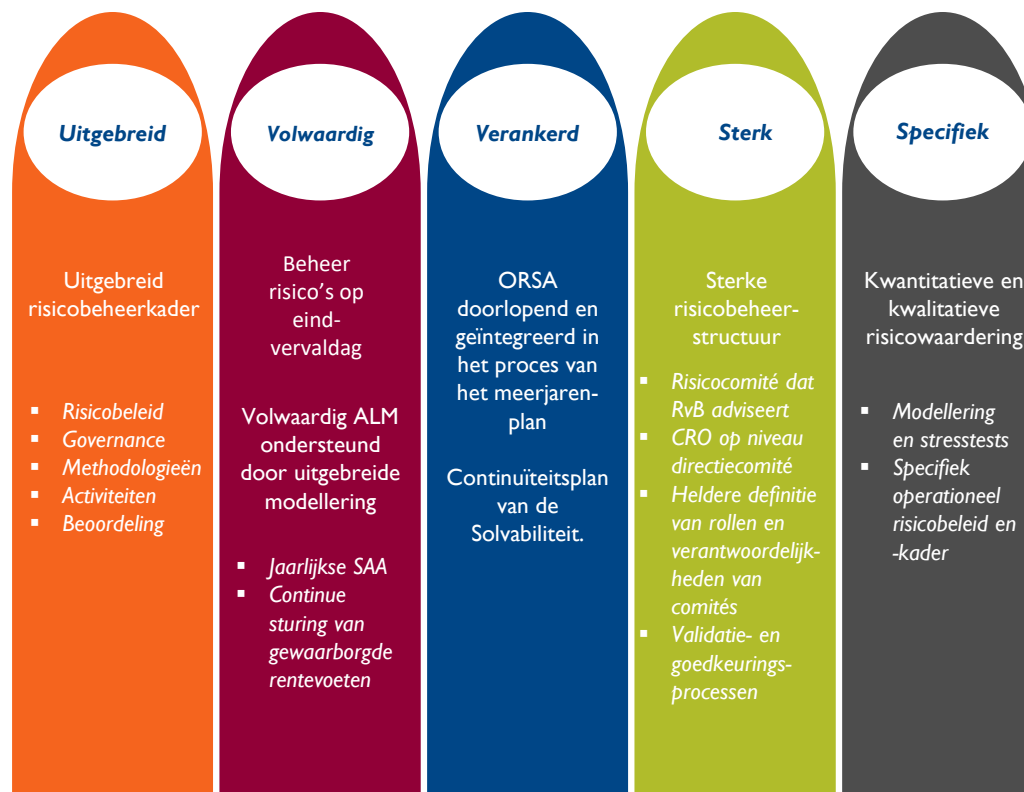 Uitgebreid
Uitgebreid
risicobeheerkader
▪ Risicobeleid
▪ Governance
▪ Methodologieën
▪ Activiteiten
▪ Beoordeling
Volwaardig
Beheer
risico's op
eind-
vervaldag
Volwaardig ALM
ondersteund
door uitgebreide
modellering
▪ Jaarlijkse SAA
▪ Continue
sturing van
gewaarborgde
rentevoeten
Verankerd
ORSA
doorlopend en
geïntegreerd in
het proces van
het meerjaren-
plan
Continuïteitsplan
van de
Solvabiliteit.
Sterk
Sterke
risicobeheer-
structuur
▪ Risicocomité dat
RvB adviseert
▪ CRO op niveau
directiecomité
▪ Heldere definitie
van rollen en
verantwoordelijk-
heden van
comités
▪ Validatie- en
goedkeurings-
processen
Specifiek
Kwantitatieve en
kwalitatieve
risicowaardering
▪ Modellering
en stresstests
▪ Specifiek
operationeel
risicobeleid en
-kader